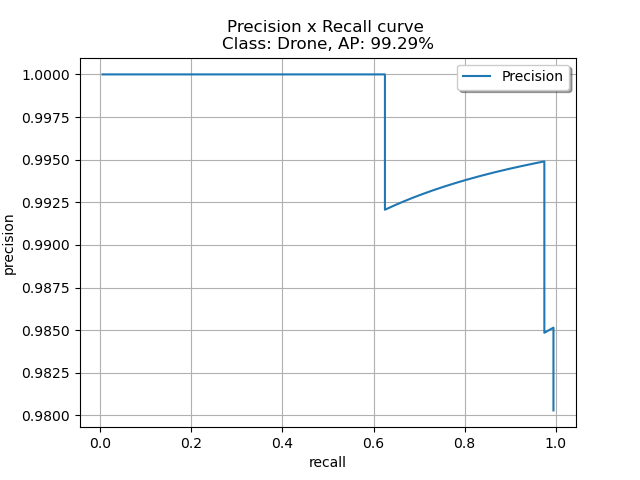 Precision x Recall curve
Class: Drone, AP: 99.29%
Precision
1.0000
0.9975
0.9950
0.9925
0.9900
0.9875
0.9850
0.9825
0.9800
precision
0.0 0.2 0.4 0.6 0.8 1.0
recall